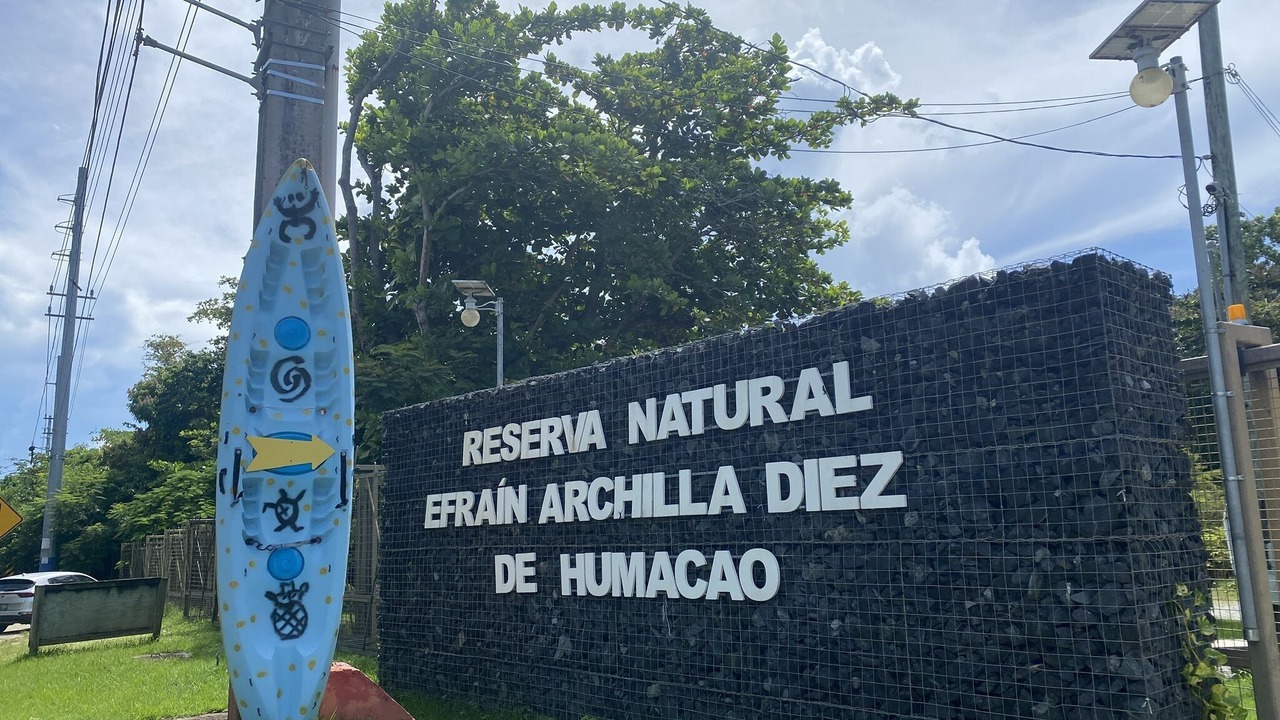 RESERVA NATURAL
EFRAÍN ARCHILLA DIEZ
DE HUMACAO